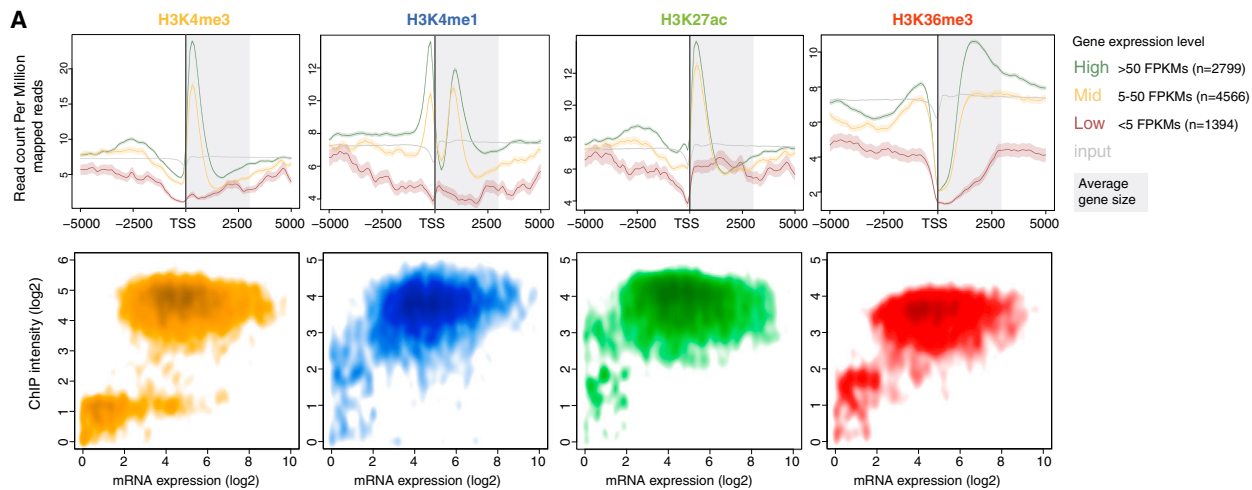 A
H3K4me3 H3K4me1 H3K27ac H3K36me3
Read count Per Million
mapped reads
5 10 15 20
4 6 8 10 12
4 6 8 10 12
2 4 6 8 10
−5000 −2500 TSS 2500 5000
−5000 −2500 TSS 2500 5000
−5000 −2500 TSS 2500 5000
−5000 −2500 TSS 2500 5000
Gene expression level
High >50 FPKMs (n=2799)
Mid 5-50 FPKMs (n=4566)
Low <5 FPKMs (n=1394)
input
Average
gene size
ChIP intensity (log2)
0 1 2 3 4 5 6
0 1 2 3 4 5
0 1 2 3 4 5
0 1 2 3 4 5
0 2 4 6 8 10
0 2 4 6 8 10
0 2 4 6 8 10
0 2 4 6 8 10
mRNA expression (log2) mRNA expression (log2) mRNA expression (log2) mRNA expression (log2)